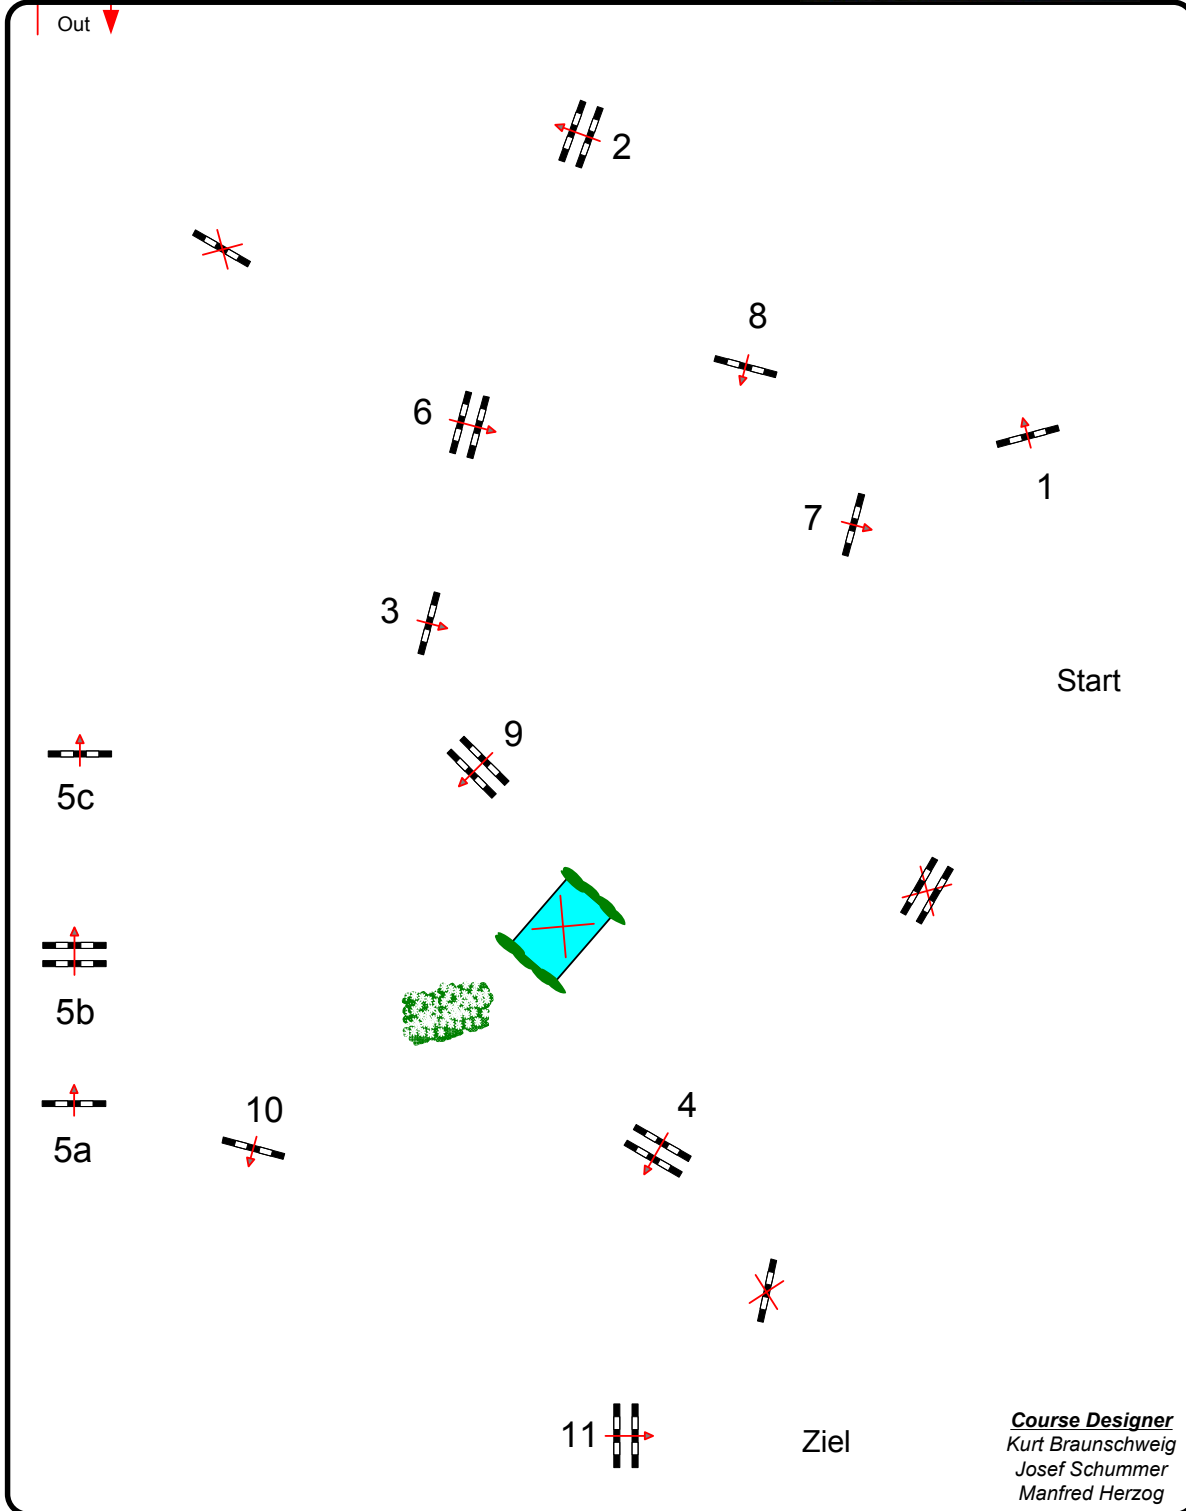 Out
2
8
6
1
7
3
Start
9
5c
5b
4
10
5a
11
Ziel
Course Designer
Kurt Braunschweig
Josef Schummer
Manfred Herzog